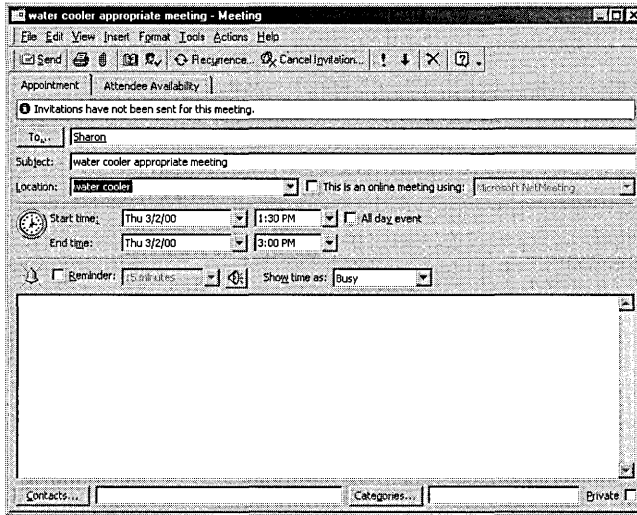 water cooler appropriate meeting - Meeting
File Edit View Insert Format Tools Actions Help
Send Recurrence... Cancel Invitation...
Appointment Attendee Availability
Invitations have not been sent for this meeting.
To... Sharon
Subject: water cooler appropriate meeting
Location: water cooler This is an online meeting using: Microsoft NetMeeting
Start time: Thu 3/2/00 1:30 PM All day event
End time: Thu 3/2/00 3:00 PM
Reminder: 15 minutes Show time as: Busy
Contacts... Categories... Private